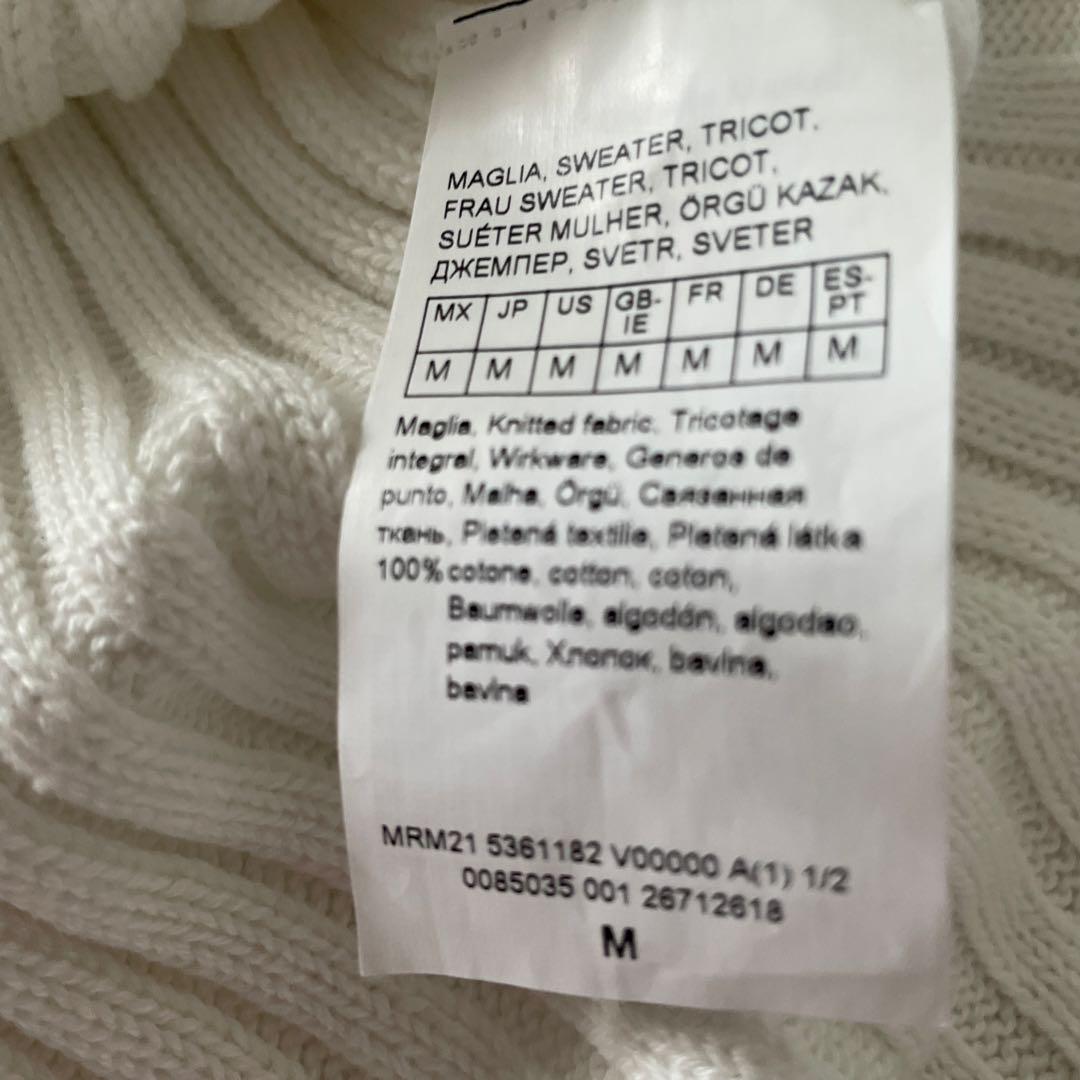 MAGLIA, SWEATER, TRICOT.
FRAU SWEATER, TRICOT,
SUÉTER MULHER, ÖRGÜ KAZAK,
ДЖЕМПЕР, SVETR, SVETER
MX JP US GB-IE FR DE ES-PT
M M M M M M M
Maglia, Knitted fabric, Tricotage
integral, Wirkware, Generos de
punto, Malha, Örgü, Связанная
ткань, Pletená textilie, Pletená látka
100% cotone, cotton, coton,
Baumwolle, algodón, algodao,
pamuk, Хлопок, bavlna,
bavlna
MRM21 5361182 V00000 A(1) 1/2
0085035 001 26712618
M